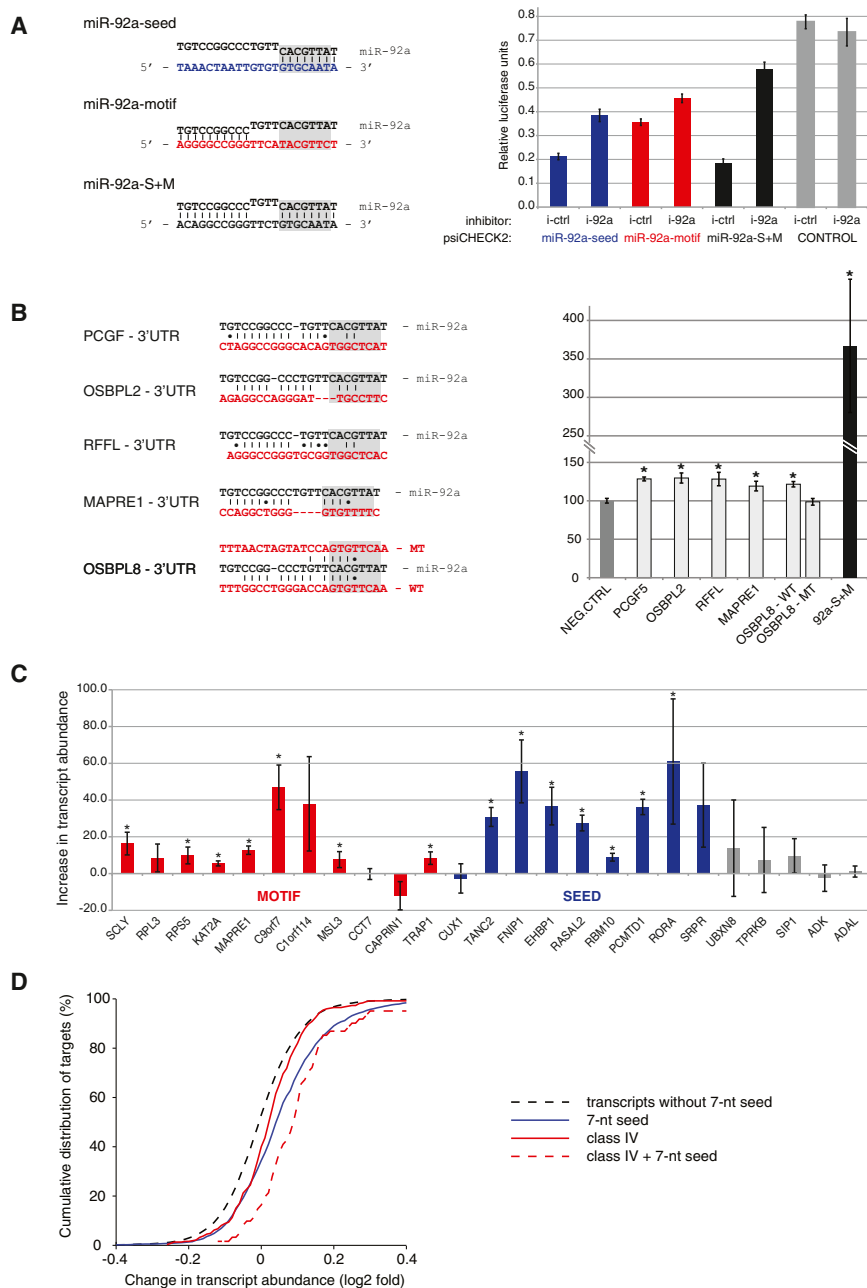 A
miR-92a-seed
TGTCCGGCCCTGTTCACGTTAT miR-92a
5' - TAAACTAATTGTGTGTGCAATA - 3'
miR-92a-motif
TGTCCGGCCCTGTTCACGTTAT miR-92a
5' - AGGGGCCGGGTTCATACGTTCT - 3'
miR-92a-S+M
TGTCCGGCCCTGTTCACGTTAT miR-92a
5' - ACAGGCCGGGTTCTGTGCAATA - 3'
Relative luciferase units
0.8
0.7
0.6
0.5
0.4
0.3
0.2
0.1
0.0
inhibitor: i-ctrl i-92a i-ctrl i-92a i-ctrl i-92a i-ctrl i-92a
psiCHECK2: miR-92a-seed miR-92a-motif miR-92a-S+M CONTROL
B
PCGF - 3'UTR
TGTCCGGCCC-TGTTCACGTTAT - miR-92a
CTAGGCCGGGCACAGTGGCTCAT
OSBPL2 - 3'UTR
TGTCCGG-CCCTGTTCACGTTAT - miR-92a
AGAGGCCAGGGAT---TGCCTTC
RFFL - 3'UTR
TGTCCGGCCC-TGTTCACGTTAT - miR-92a
AGGGCCGGGTGCGGTGGCTCAC
MAPRE1 - 3'UTR
TGTCCGGCCCTGTTCACGTTAT - miR-92a
CCAGGCTGGG----GTGTTTTC
OSBPL8 - 3'UTR
TTTAACTAGTATCCAGTGTTCAA - MT
TGTCCGG-CCCTGTTCACGTTAT - miR-92a
TTTGGCCTGGGACCAGTGTTCAA - WT
400
350
300
250
150
100
50
0
* * * * * *
NEG.CTRL
PCGF5
OSBPL2
RFFL
MAPRE1
OSBPL8 - WT
OSBPL8 - MT
92a-S+M
C
Increase in transcript abundance
100.0
80.0
60.0
40.0
20.0
0.0
-20.0
* * * * * * * * * * * * * *
MOTIF SEED
SCLY
RPL3
RPS5
KAT2A
MAPRE1
C9orf7
C1orf114
MSL3
CCT7
CAPRIN1
TRAP1
CUX1
TANC2
FNIP1
EHBP1
RASAL2
RBM10
PCMTD1
RORA
SRPR
UBXN8
TPRKB
SIP1
ADK
ADAL
D
Cumulative distribution of targets (%)
100
80
60
40
20
0
-0.4 -0.2 0 0.2 0.4
Change in transcript abundance (log2 fold)
transcripts without 7-nt seed
7-nt seed
class IV
class IV + 7-nt seed